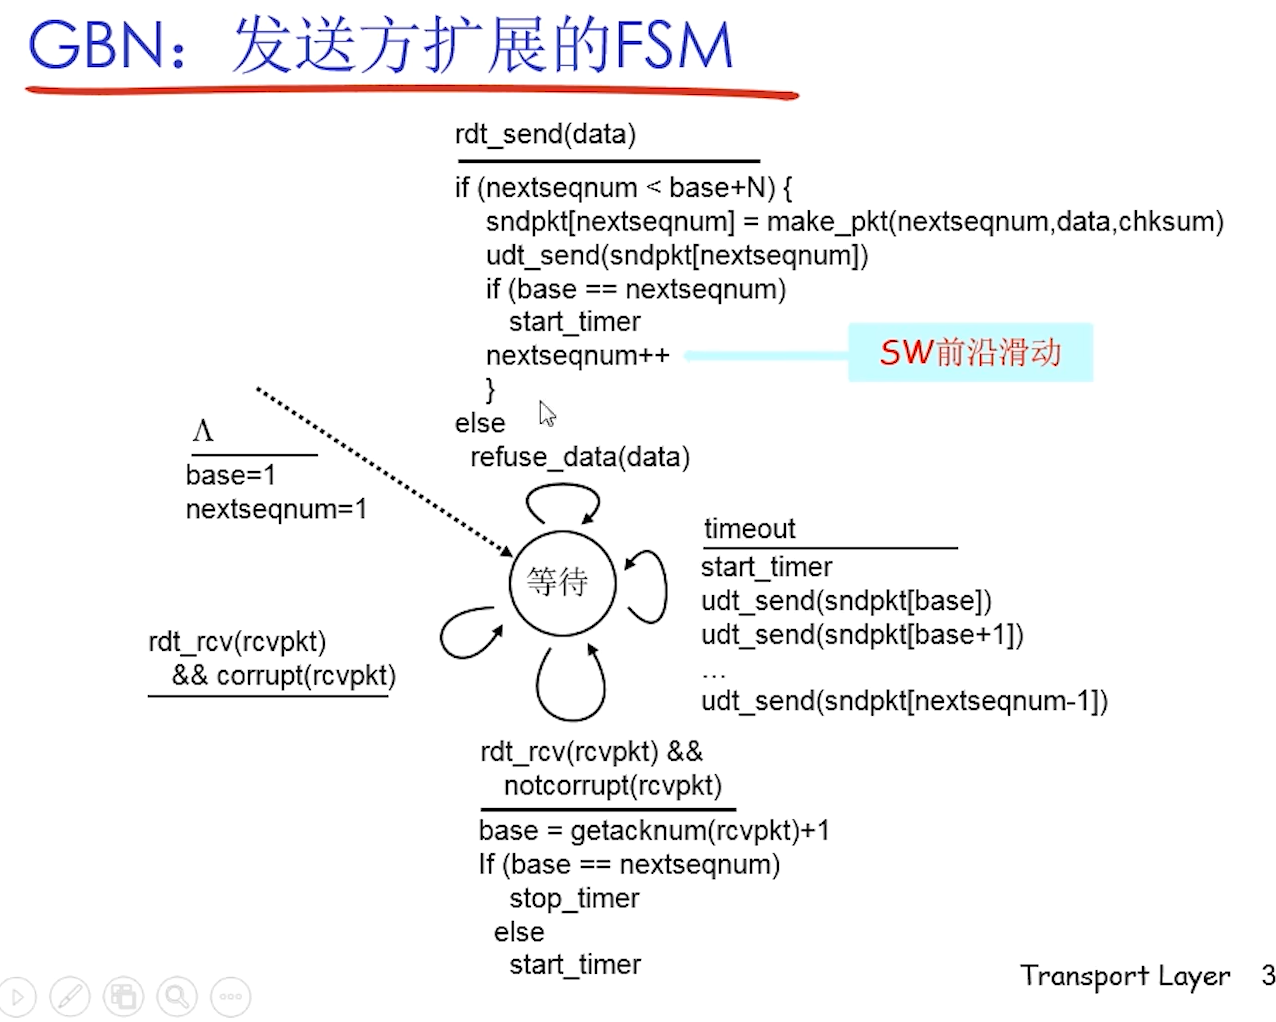 GBN：发送方扩展的FSM
rdt_send(data)
if (nextseqnum < base+N) {
sndpkt[nextseqnum] = make_pkt(nextseqnum,data,chksum)
udt_send(sndpkt[nextseqnum])
if (base == nextseqnum)
start_timer
nextseqnum++
SW前沿滑动
}
else
refuse_data(data)
Λ
base=1
nextseqnum=1
等待
timeout
start_timer
udt_send(sndpkt[base])
udt_send(sndpkt[base+1])
…
udt_send(sndpkt[nextseqnum-1])
rdt_rcv(rcvpkt)
&& corrupt(rcvpkt)
rdt_rcv(rcvpkt) &&
notcorrupt(rcvpkt)
base = getacknum(rcvpkt)+1
If (base == nextseqnum)
stop_timer
else
start_timer
Transport Layer 3